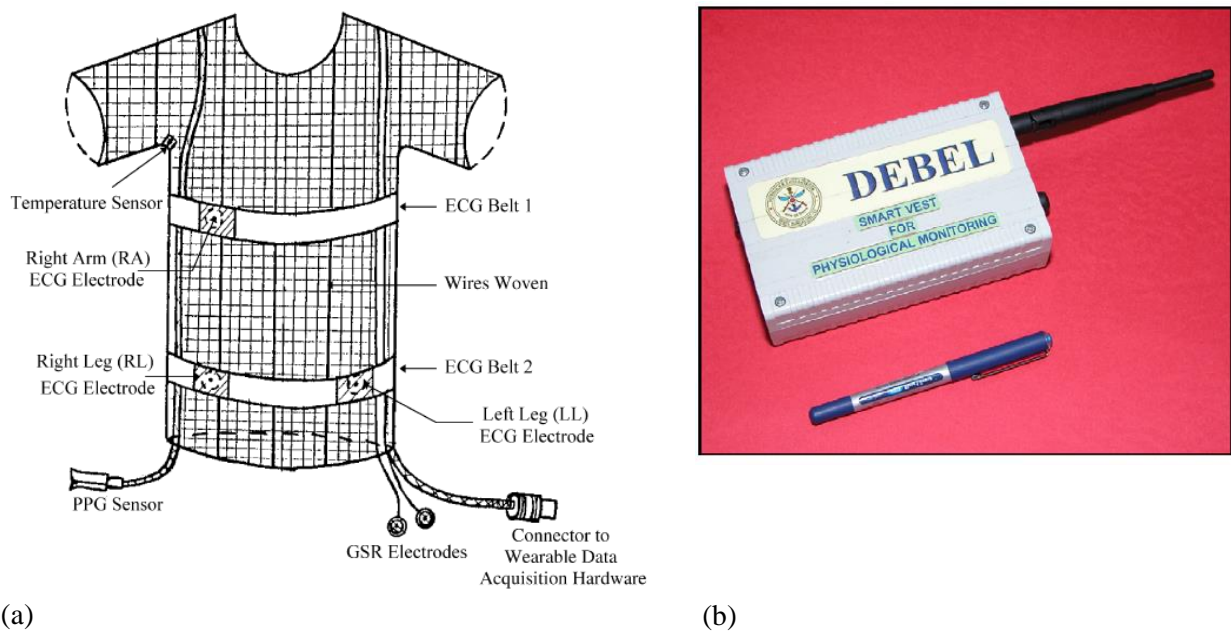 Temperature Sensor
Right Arm (RA)
ECG Electrode
Right Leg (RL)
ECG Electrode
PPG Sensor
ECG Belt 1
Wires Woven
ECG Belt 2
Left Leg (LL)
ECG Electrode
GSR Electrodes
Connector to
Wearable Data
Acquisition Hardware
(a)
DEBEL
SMART VEST
FOR
PHYSIOLOGICAL MONITORING
(b)